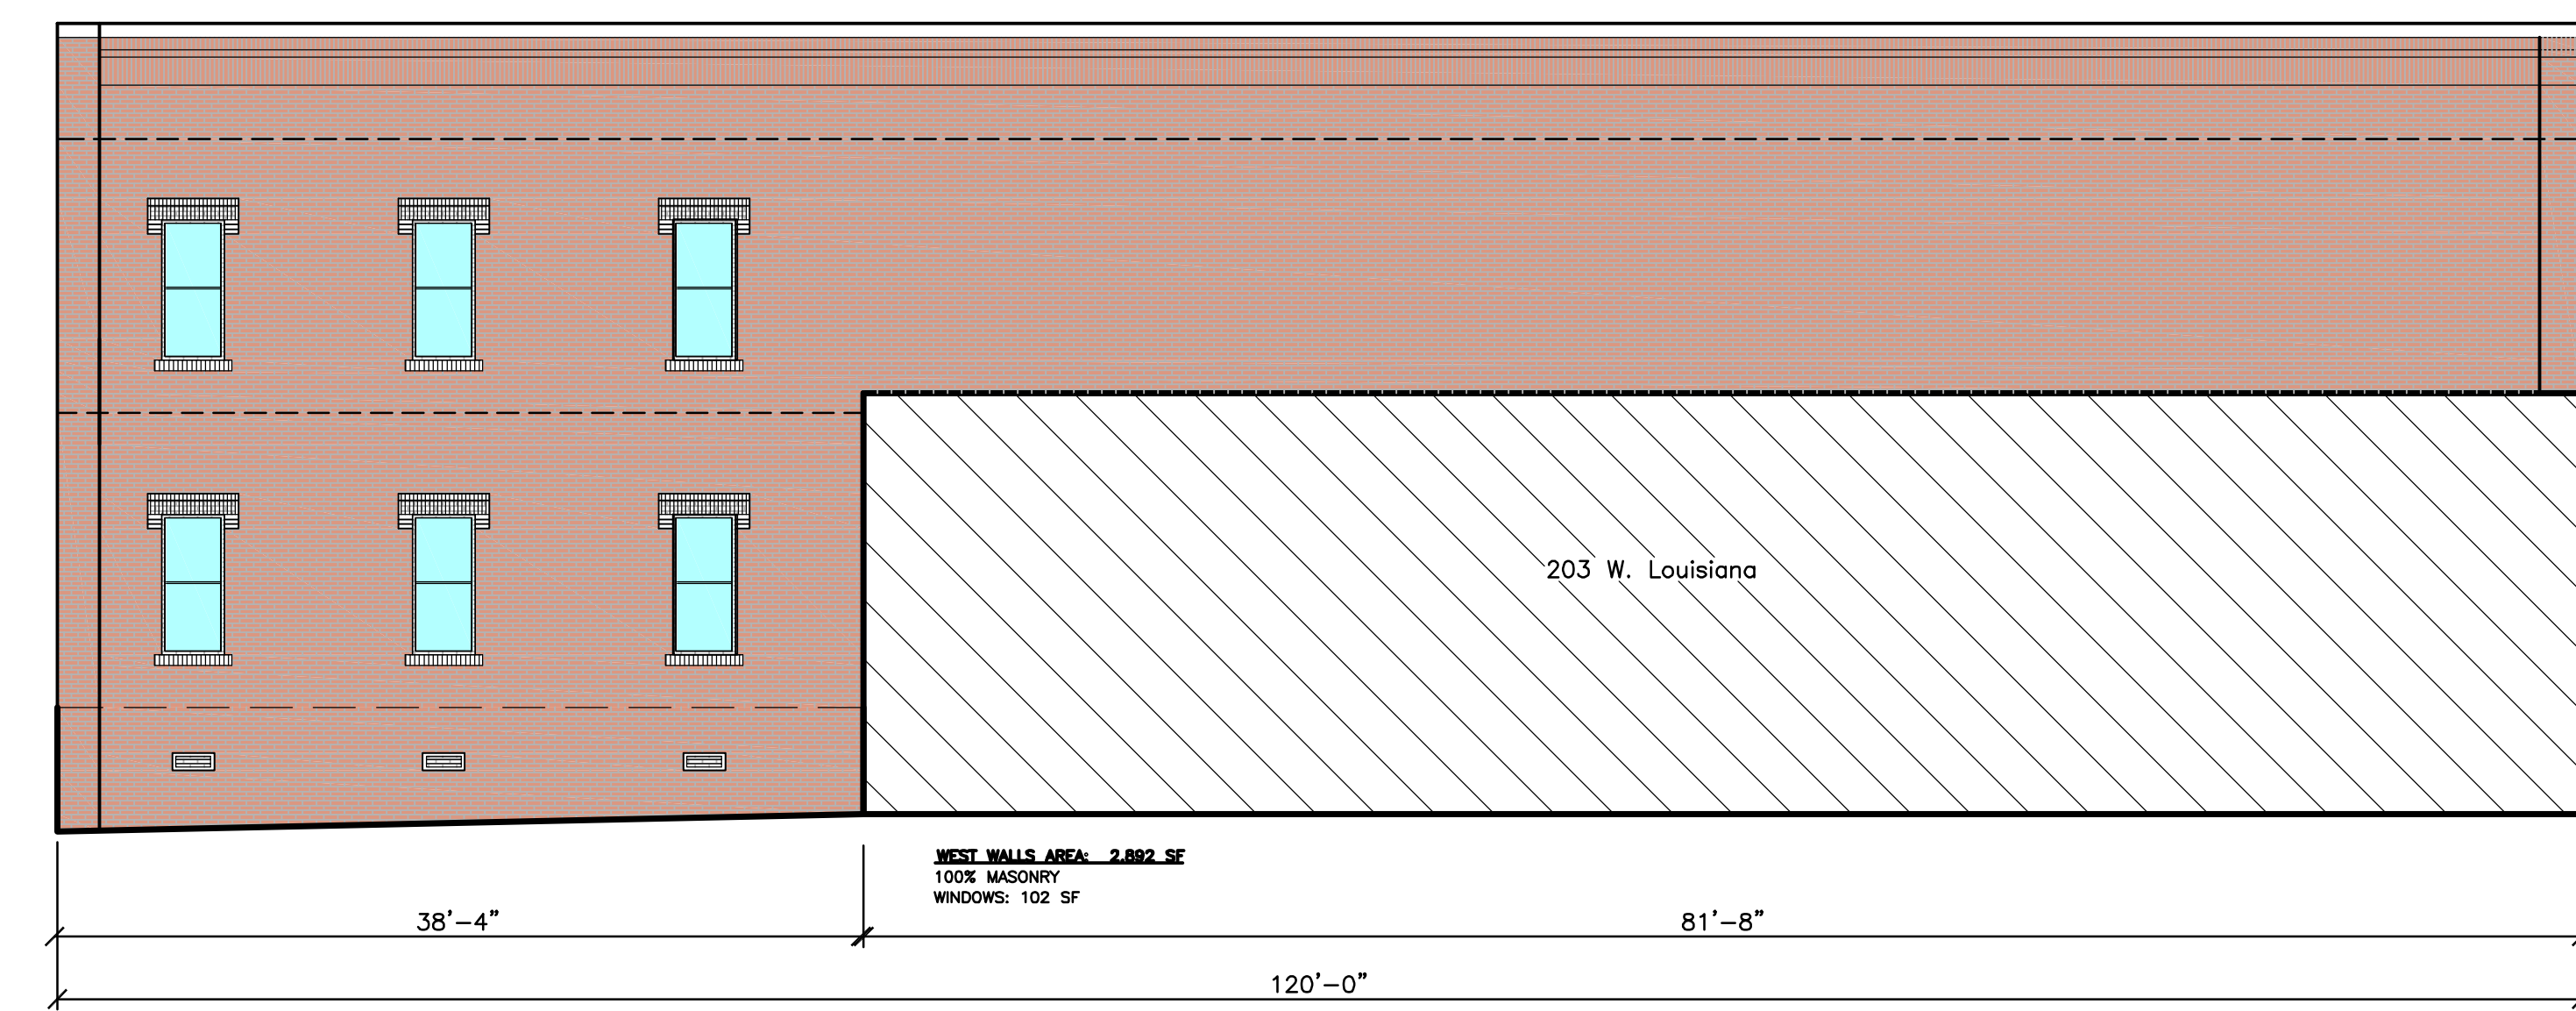 203 W. Louisiana
WEST WALLS AREA: 2,892 SF
100% MASONRY
WINDOWS: 102 SF
38'-4"
81'-8"
120'-0"